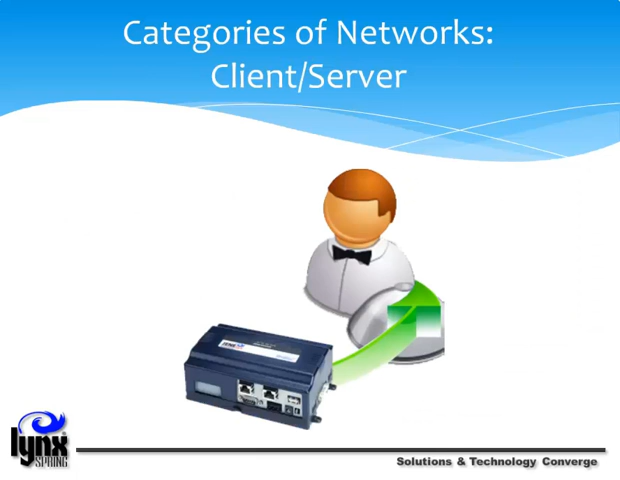 Categories of Networks:
Client/Server
lynx
SPRING
Solutions & Technology Converge